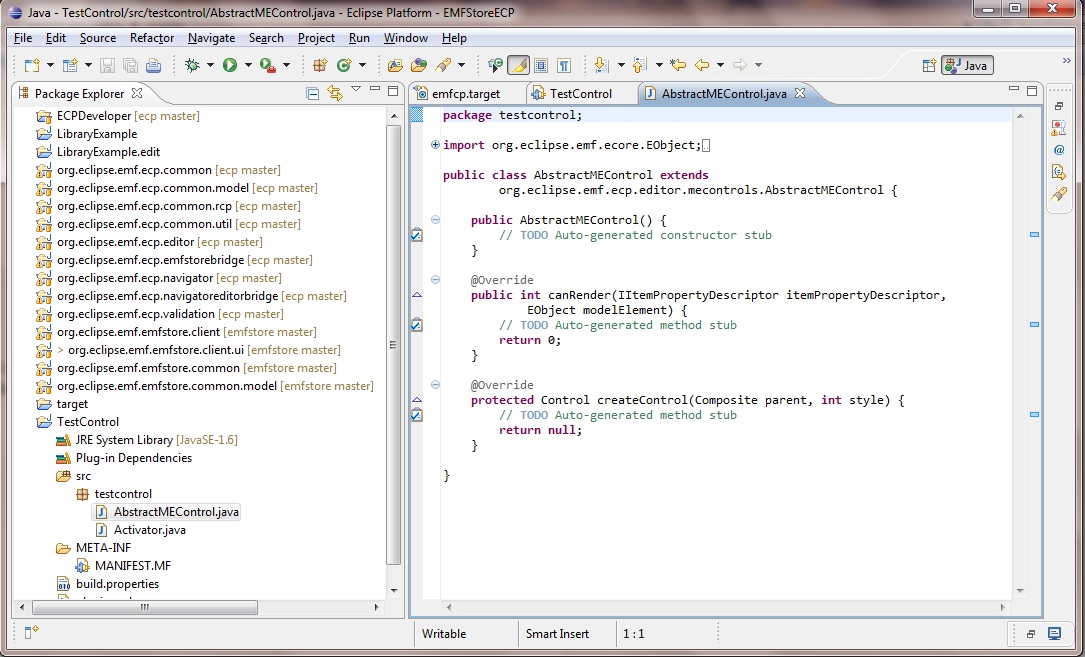 Java - TestControl/src/testcontrol/AbstractMEControl.java - Eclipse Platform - EMFStoreECP
File Edit Source Refactor Navigate Search Project Run Window Help
Java
Package Explorer
ECPDeveloper [ecp master]
LibraryExample
LibraryExample.edit
org.eclipse.emf.ecp.common [ecp master]
org.eclipse.emf.ecp.common.model [ecp master]
org.eclipse.emf.ecp.common.rcp [ecp master]
org.eclipse.emf.ecp.common.util [ecp master]
org.eclipse.emf.ecp.editor [ecp master]
org.eclipse.emf.ecp.emfstorebridge [ecp master]
org.eclipse.emf.ecp.navigator [ecp master]
org.eclipse.emf.ecp.navigatoreditorbridge [ecp master]
org.eclipse.emf.ecp.validation [ecp master]
org.eclipse.emf.emfstore.client [emfstore master]
> org.eclipse.emf.emfstore.client.ui [emfstore master]
org.eclipse.emf.emfstore.common [emfstore master]
org.eclipse.emf.emfstore.common.model [emfstore master]
target
TestControl
JRE System Library [JavaSE-1.6]
Plug-in Dependencies
src
testcontrol
AbstractMEControl.java
Activator.java
META-INF
MANIFEST.MF
build.properties
emfcp.target TestControl AbstractMEControl.java
package testcontrol;
import org.eclipse.emf.ecore.EObject;
public class AbstractMEControl extends
org.eclipse.emf.ecp.editor.mecontrols.AbstractMEControl {
public AbstractMEControl() {
// TODO Auto-generated constructor stub
}
@Override
public int canRender(IItemPropertyDescriptor itemPropertyDescriptor,
EObject modelElement) {
// TODO Auto-generated method stub
return 0;
}
@Override
protected Control createControl(Composite parent, int style) {
// TODO Auto-generated method stub
return null;
}
}
Writable Smart Insert 1 : 1